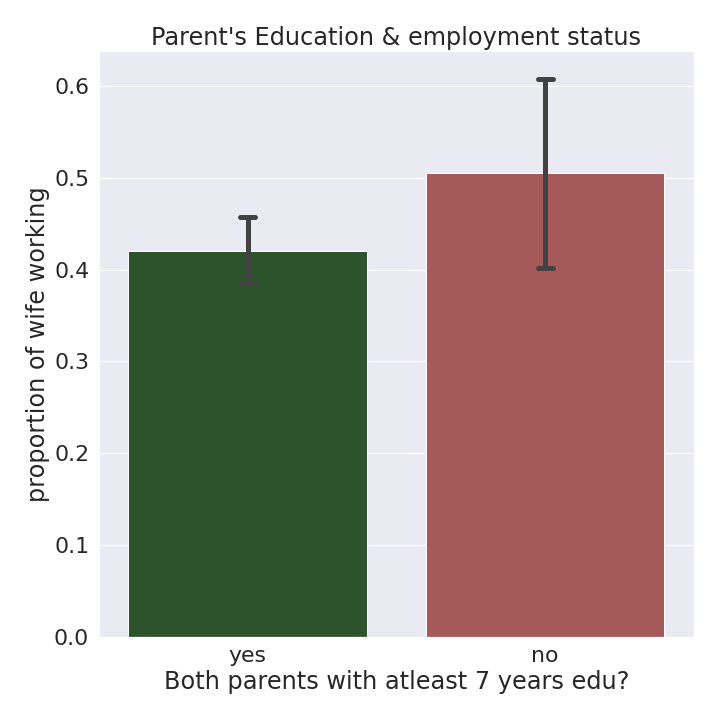 Parent's Education & employment status
proportion of wife working
0.6
0.5
0.4
0.3
0.2
0.1
0.0
yes
no
Both parents with atleast 7 years edu?